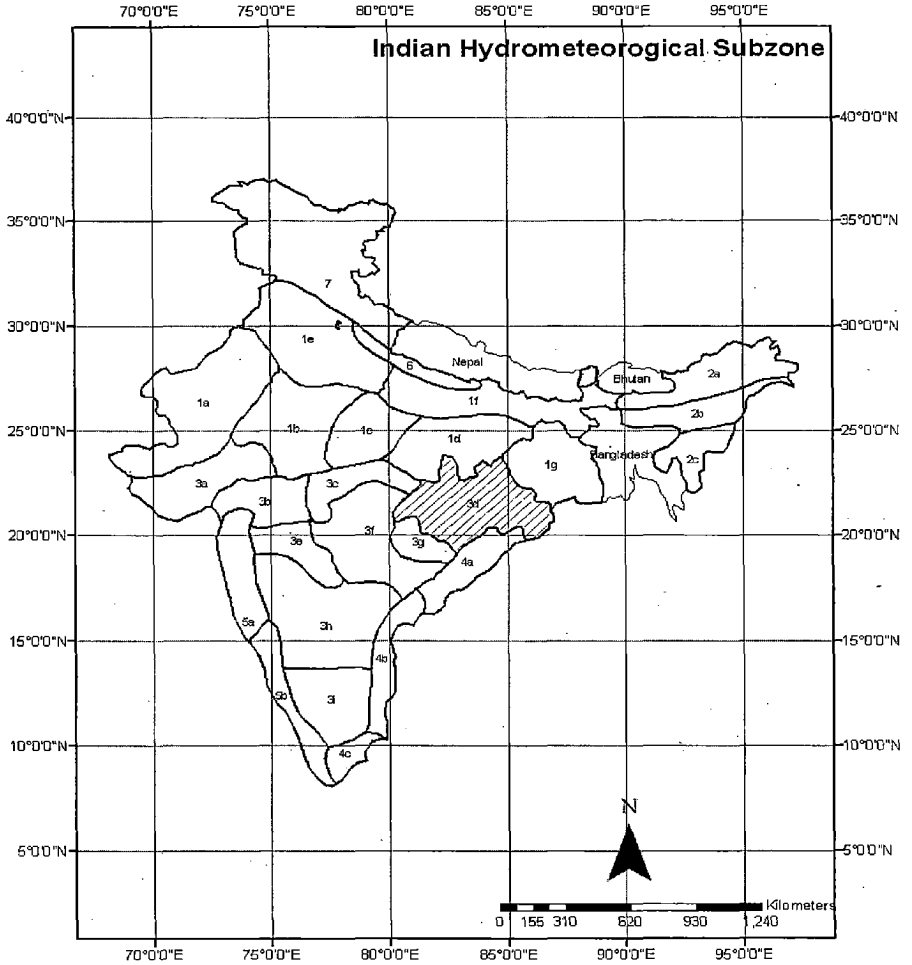 70°0'0"E 75°0'0"E 80°0'0"E 85°0'0"E 90°0'0"E 95°0'0"E
Indian Hydrometeorogical Subzone
40°0'0"N 40°0'0"N
35°0'0"N 35°0'0"N
7
30°0'0"N 30°0'0"N
1e
6
Nepal
Bhutan
2a
1a
1f
2b
25°0'0"N 25°0'0"N
1b
1c
1d
Bangladesh
2c
1g
3a
3b
3c
3d
20°0'0"N 20°0'0"N
3e
3f
3g
4a
15°0'0"N 15°0'0"N
5a
3h
4b
5b
3i
10°0'0"N 10°0'0"N
4c
N
5°0'0"N 5°0'0"N
Kilometers
0 155 310 620 930 1,240
70°0'0"E 75°0'0"E 80°0'0"E 85°0'0"E 90°0'0"E 95°0'0"E